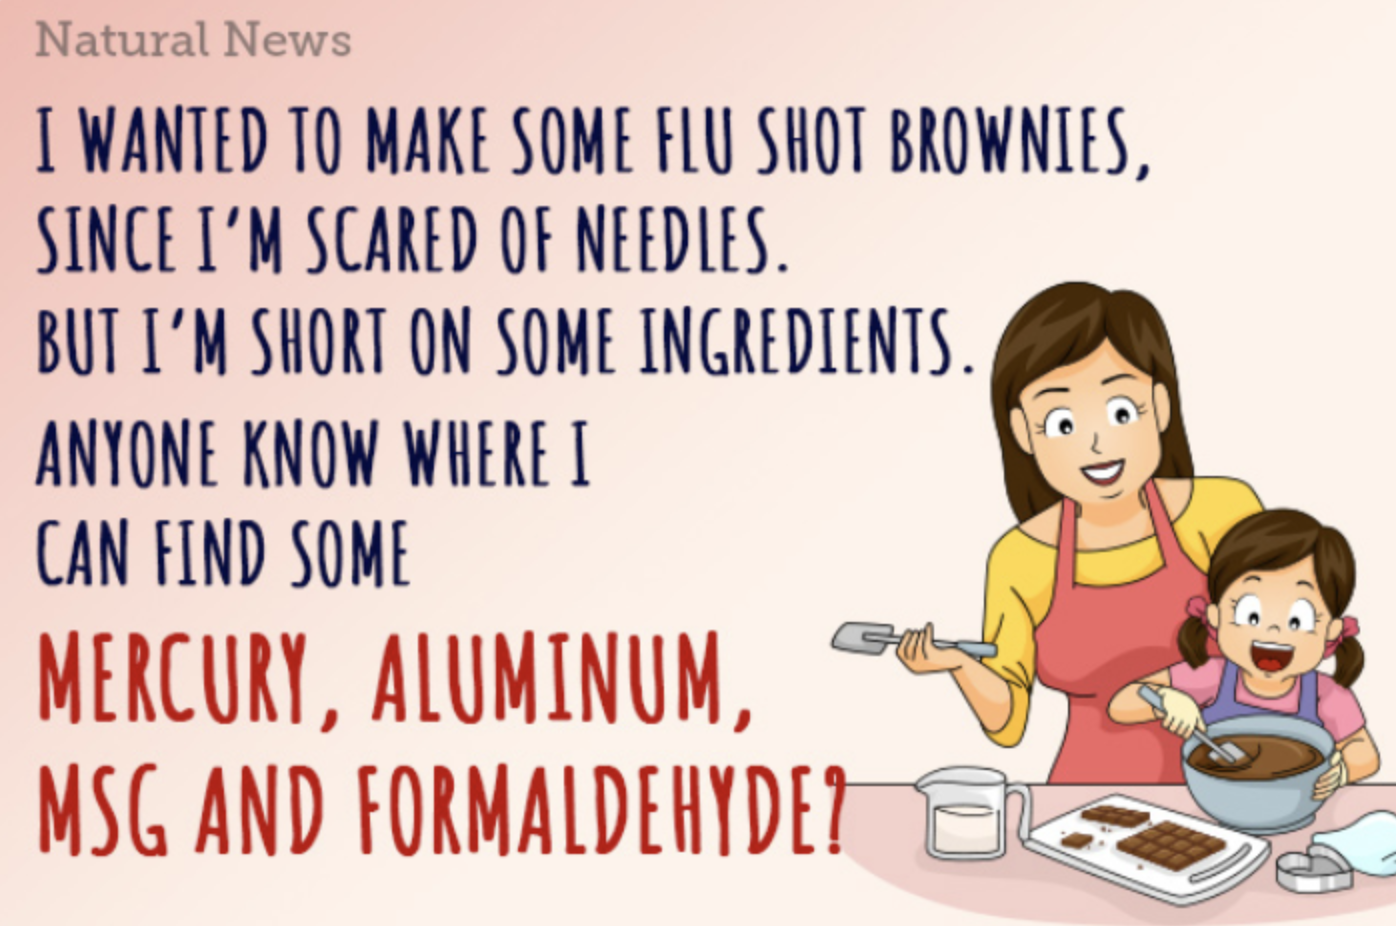 Natural News
I WANTED TO MAKE SOME FLU SHOT BROWNIES,
SINCE I'M SCARED OF NEEDLES.
BUT I'M SHORT ON SOME INGREDIENTS.
ANYONE KNOW WHERE I
CAN FIND SOME
MERCURY, ALUMINUM,
MSG AND FORMALDEHYDE?